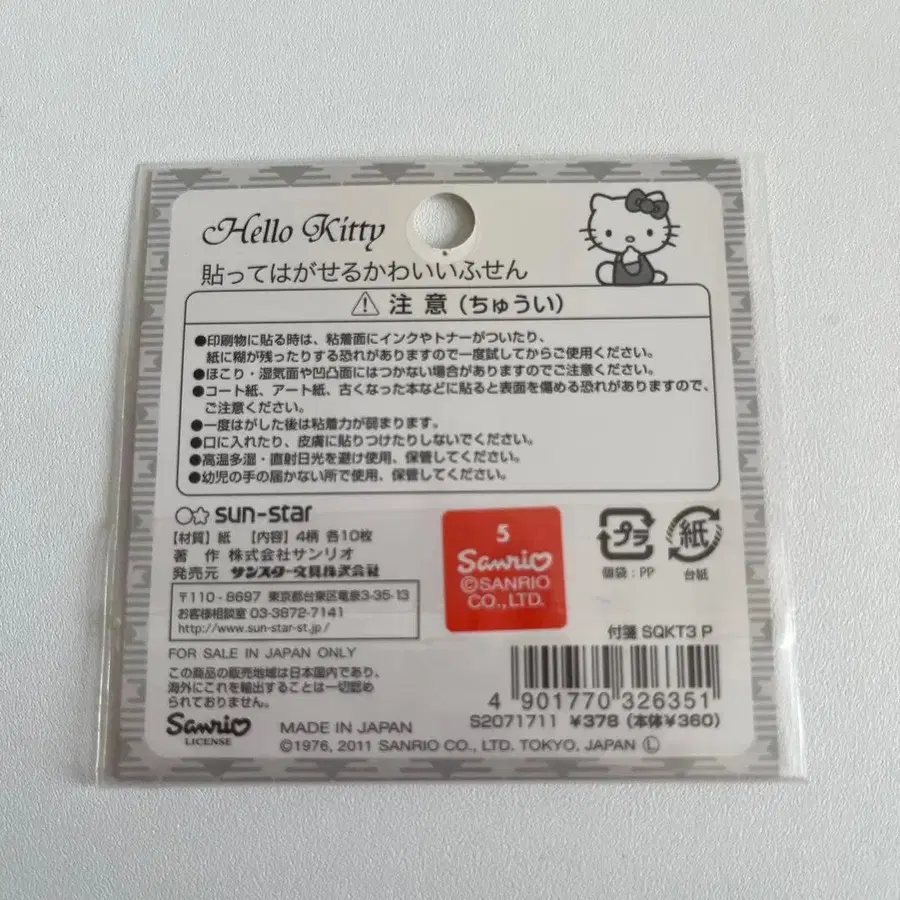 Hello Kitty
貼ってはがせるかわいいふせん
注意(ちゅうい)
●印刷物に貼る時は、粘着面にインクやトナーがついたり、
紙に糊が残ったりする恐れがありますので一度試してからご使用ください。
●ほこり・湿気面や凹凸面にはつかない場合がありますのでご注意ください。
●コート紙、アート紙、古くなった本などに貼ると表面を傷める恐れがありますので、
ご注意ください。
●一度はがした後は粘着力が弱まります。
●口に入れたり、皮膚に貼りつけたりしないでください。
●高温多湿・直射日光を避け使用、保管してください。
●幼児の手の届かない所で使用、保管してください。
sun-star
【材質】紙 【内容】4柄 各10枚
著 作 株式会社サンリオ
発売元 サンスター文具株式会社
〒110-8697 東京都台東区竜泉3-35-13
お客様相談室 03-3872-7141
http://www.sun-star-st.jp/
5
Sanrio
©SANRIO
CO., LTD.
プラ
個袋:PP
紙
台紙
付箋 SQKT3 P
FOR SALE IN JAPAN ONLY
この商品の販売地域は日本国内であり、
海外にこれを輸出することは一切認め
られておりません。
4 901770 326351
S2071711 ¥378 (本体¥360)
Sanrio
LICENSE
MADE IN JAPAN
©1976, 2011 SANRIO CO., LTD. TOKYO, JAPAN Ⓛ